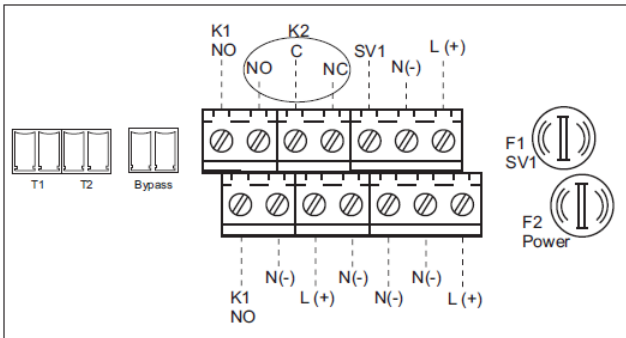 K1
NO
K2
NO
C
NC
SV1
N(-)
L (+)
T1
T2
Bypass
F1
SV1
F2
Power
K1
NO
N(-)
L (+)
N(-)
N(-)
N(-)
L (+)